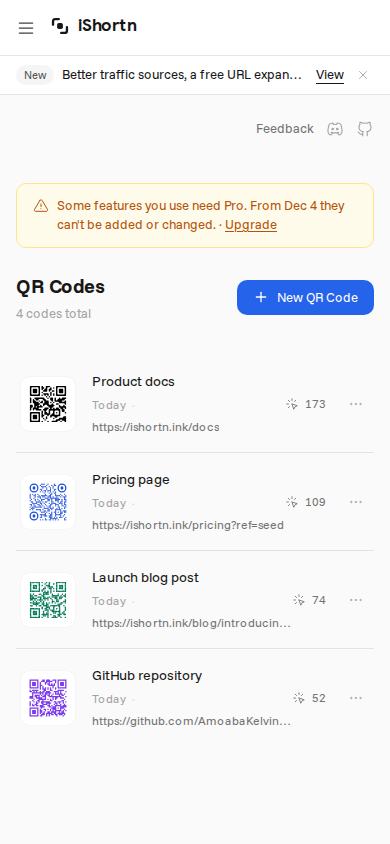 iShortn
New Better traffic sources, a free URL expan... View
Feedback
Some features you use need Pro. From Dec 4 they
can't be added or changed. · Upgrade
QR Codes
New QR Code
4 codes total
Product docs
Today ·
173
https://ishortn.ink/docs
Pricing page
Today ·
109
https://ishortn.ink/pricing?ref=seed
Launch blog post
Today ·
74
https://ishortn.ink/blog/introducin...
GitHub repository
Today ·
52
https://github.com/AmoabaKelvin...